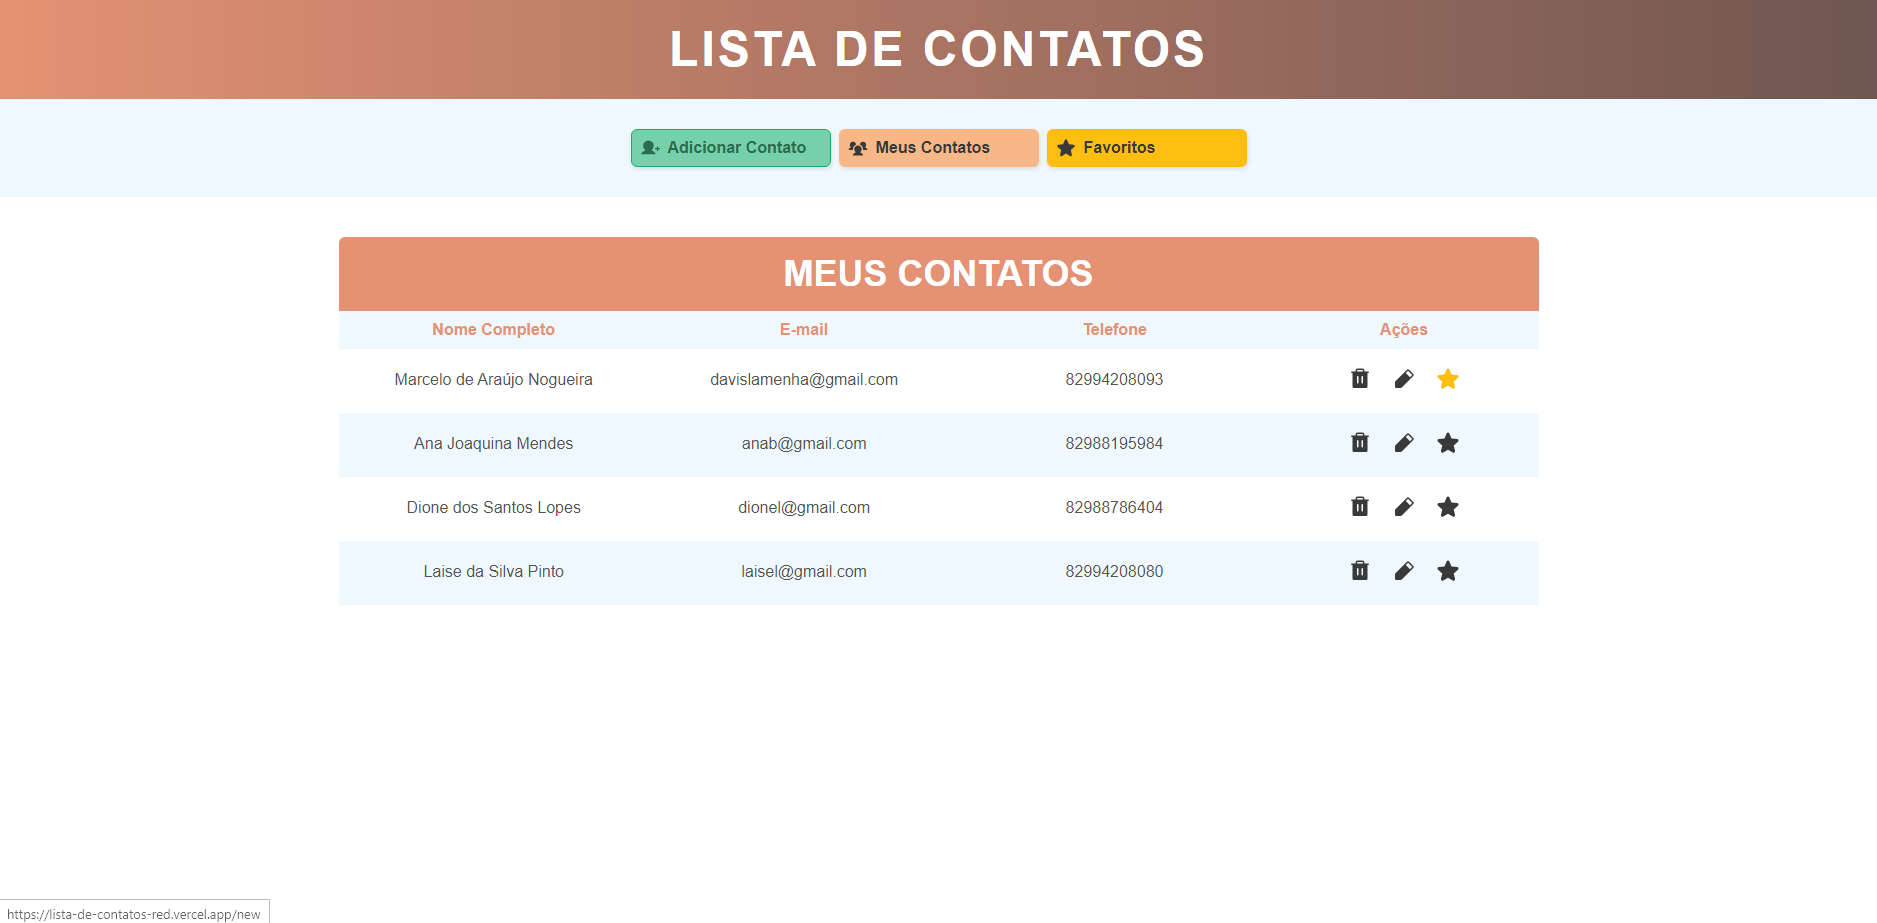 LISTA DE CONTATOS
Adicionar Contato Meus Contatos Favoritos
MEUS CONTATOS
Nome Completo E-mail Telefone Ações
Marcelo de Araújo Nogueira davislamenha@gmail.com 82994208093
Ana Joaquina Mendes anab@gmail.com 82988195984
Dione dos Santos Lopes dionel@gmail.com 82988786404
Laise da Silva Pinto laisel@gmail.com 82994208080
https://lista-de-contatos-red.vercel.app/new